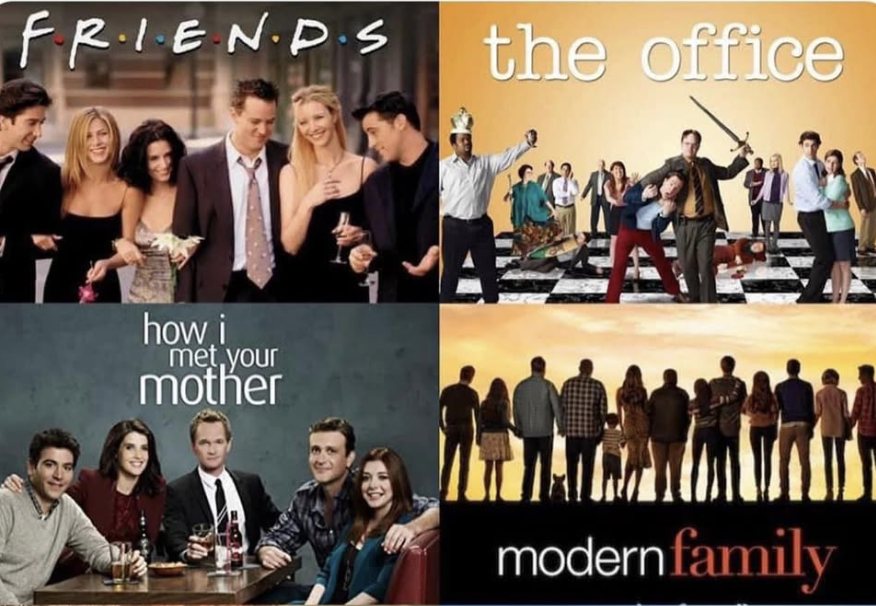 F·R·I·E·N·D·S
the office
how i
met your
mother
modern family